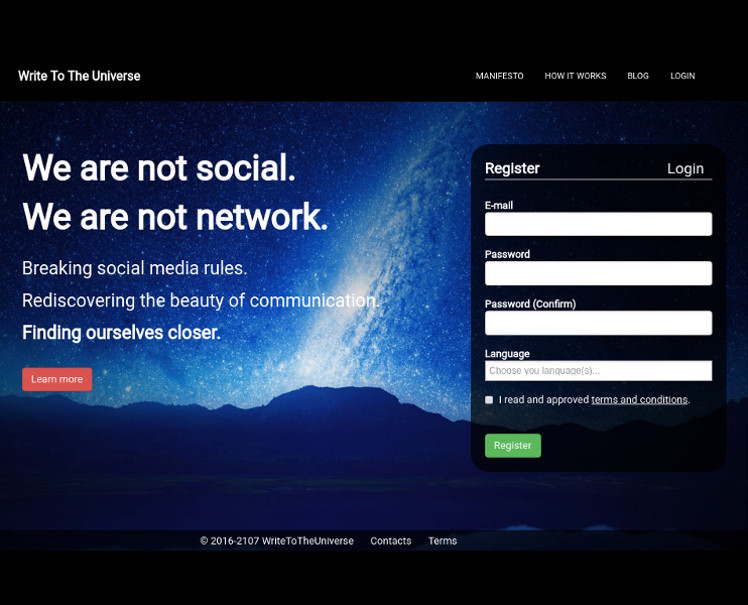 Write To The Universe
MANIFESTO HOW IT WORKS BLOG LOGIN
We are not social.
We are not network.
Breaking social media rules.
Rediscovering the beauty of communication.
Finding ourselves closer.
Learn more
Register Login
E-mail
Password
Password (Confirm)
Language
Choose you language(s)...
I read and approved terms and conditions.
Register
© 2016-2107 WriteToTheUniverse Contacts Terms